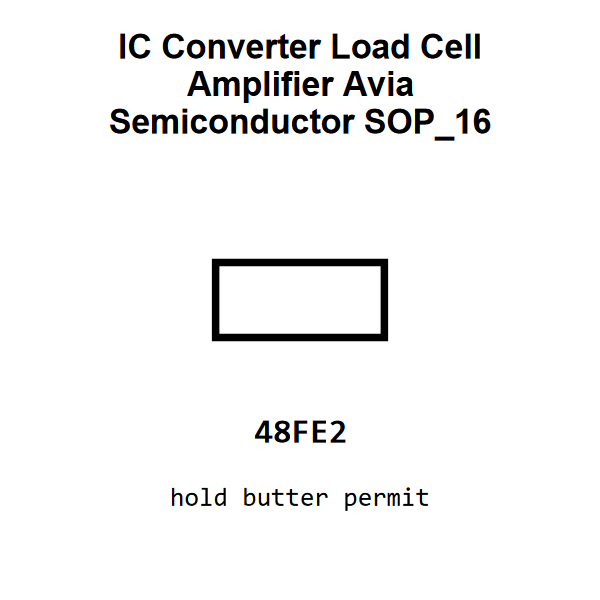 IC Converter Load Cell
Amplifier Avia
Semiconductor SOP_16
48FE2
hold butter permit